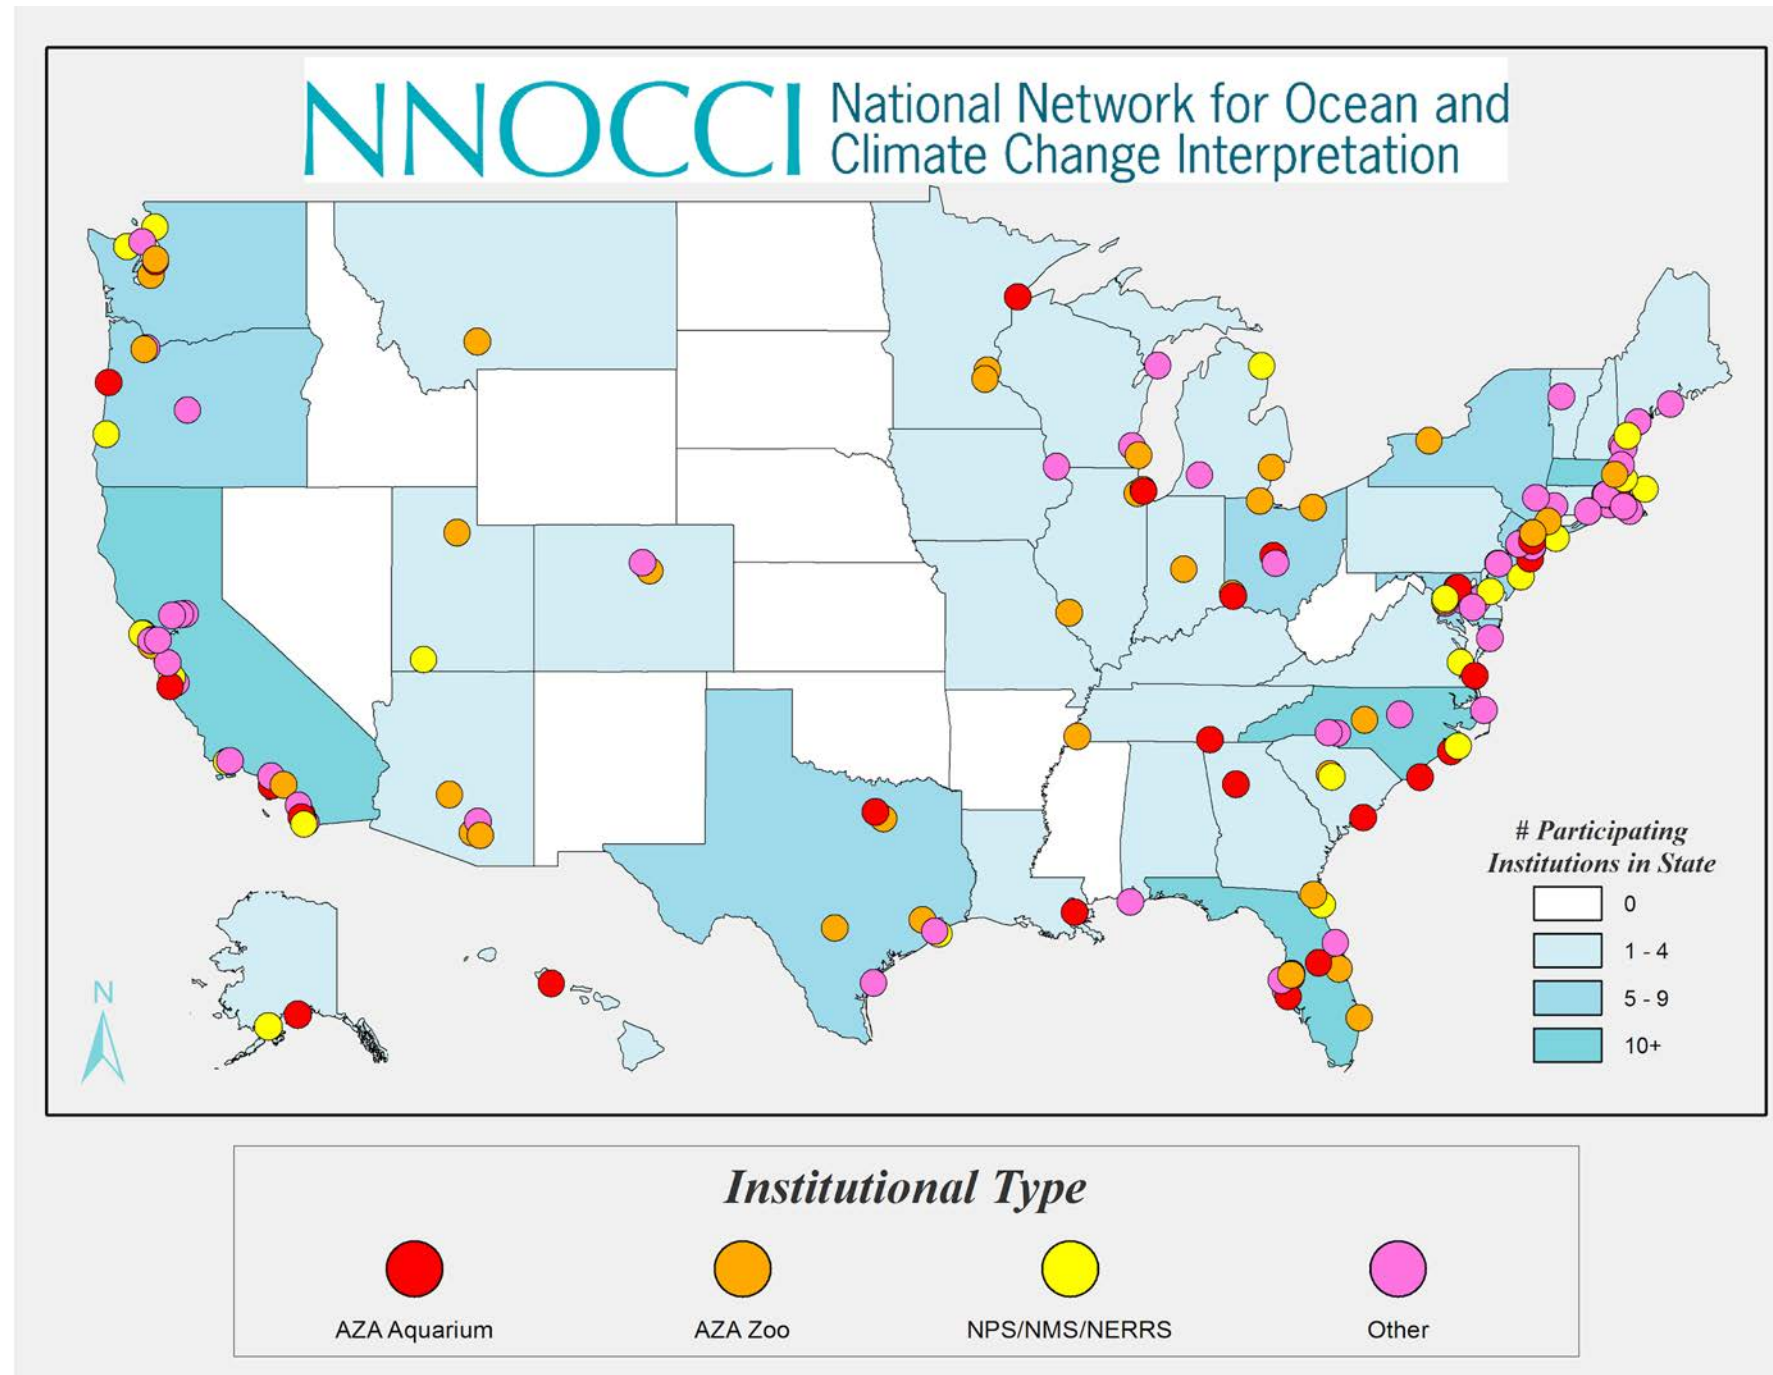 NNOCCI
National Network for Ocean and
Climate Change Interpretation
# Participating
Institutions in State
0
1 - 4
5 - 9
10+
N
Institutional Type
AZA Aquarium
AZA Zoo
NPS/NMS/NERRS
Other